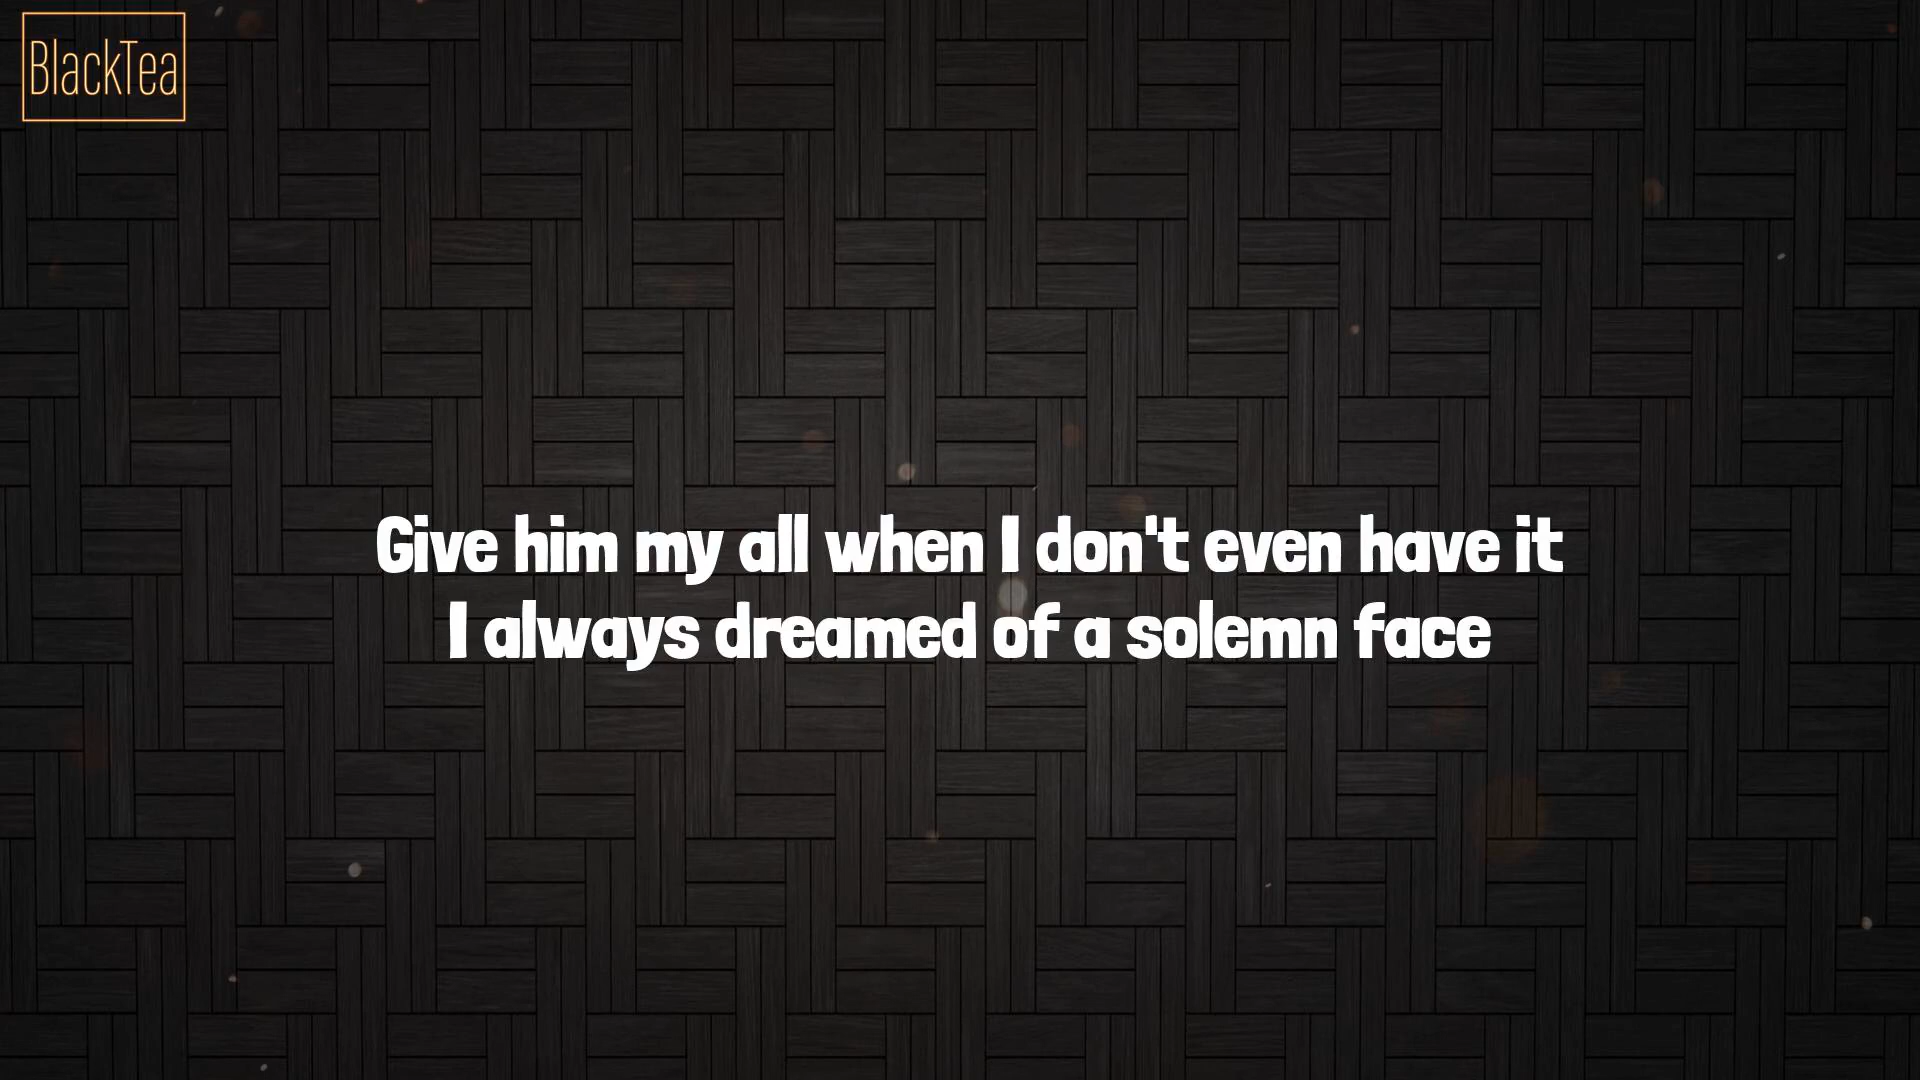 BlackTea
Give him my all when I don't even have it
I always dreamed of a solemn face